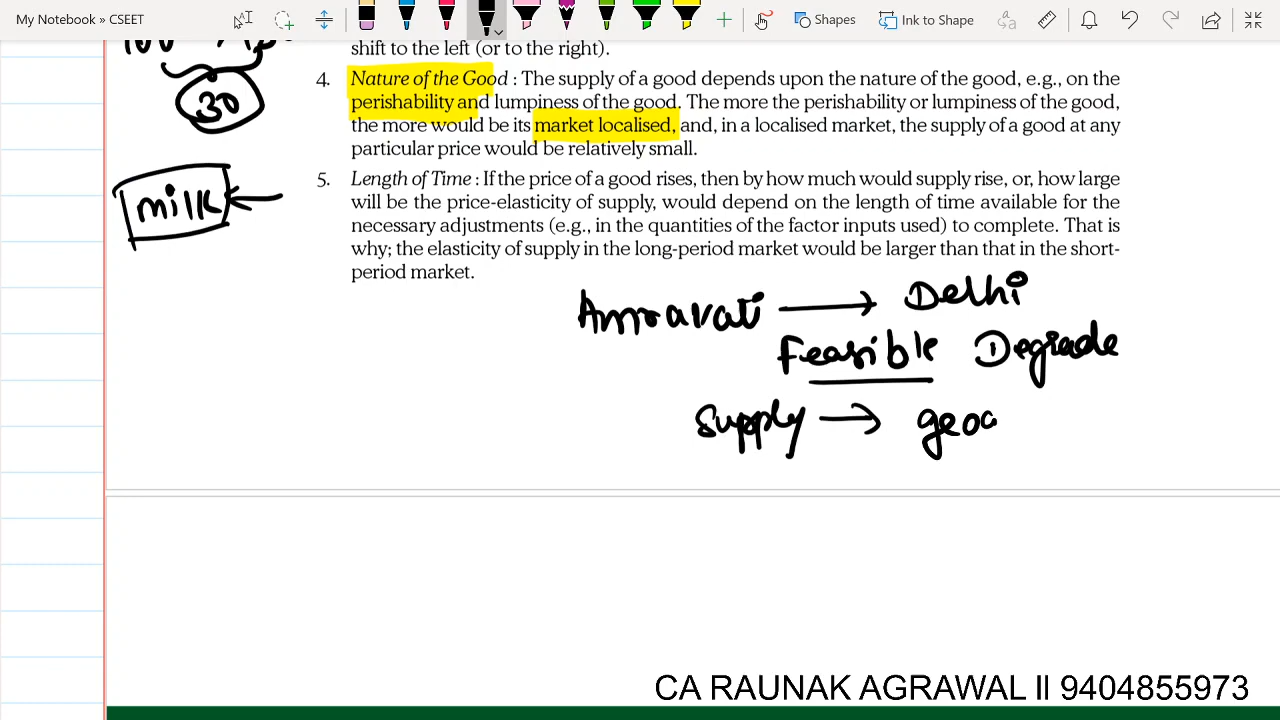 My Notebook » CSEET
Shapes
Ink to Shape
shift to the left (or to the right).
100
30
4. Nature of the Good : The supply of a good depends upon the nature of the good, e.g., on the
perishability and lumpiness of the good. The more the perishability or lumpiness of the good,
the more would be its market localised, and, in a localised market, the supply of a good at any
particular price would be relatively small.
milk
5. Length of Time : If the price of a good rises, then by how much would supply rise, or, how large
will be the price-elasticity of supply, would depend on the length of time available for the
necessary adjustments (e.g., in the quantities of the factor inputs used) to complete. That is
why; the elasticity of supply in the long-period market would be larger than that in the short-
period market.
Amravati → Delhi
Feasible Degrade
Supply → geo
CA RAUNAK AGRAWAL II 9404855973